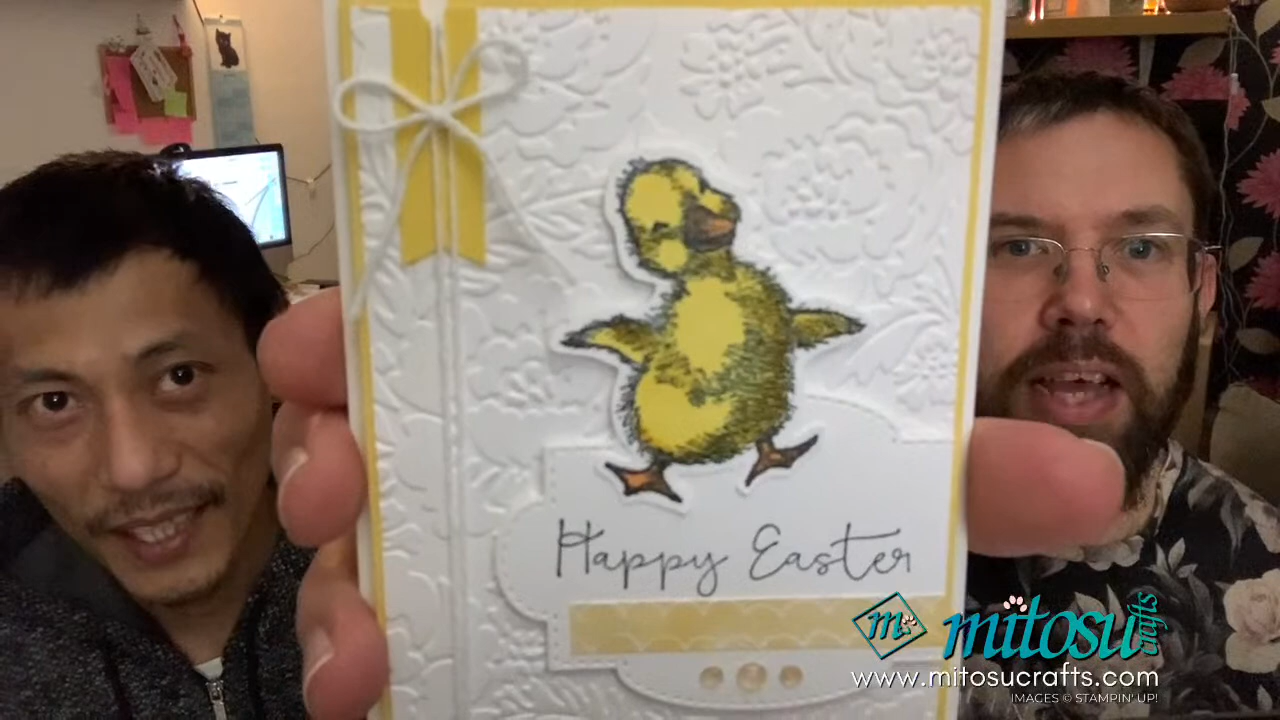 Happy Easter
m
mitosu crafts
www.mitosucrafts.com
IMAGES © STAMPIN' UP!